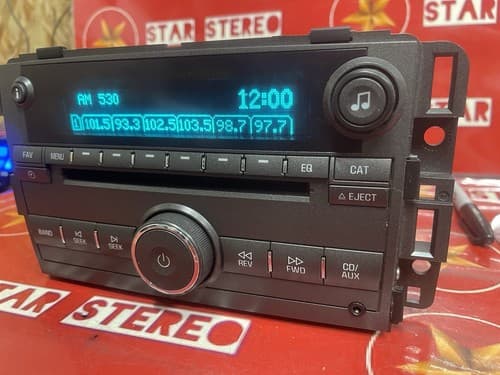 STAR STEREO
STAR
i
AM 530 12:00
1 101.5 93.3 102.5 103.5 98.7 97.7
FAV MENU EQ CAT
EJECT
BAND SEEK SEEK REV FWD CD/
AUX
STAR STEREO